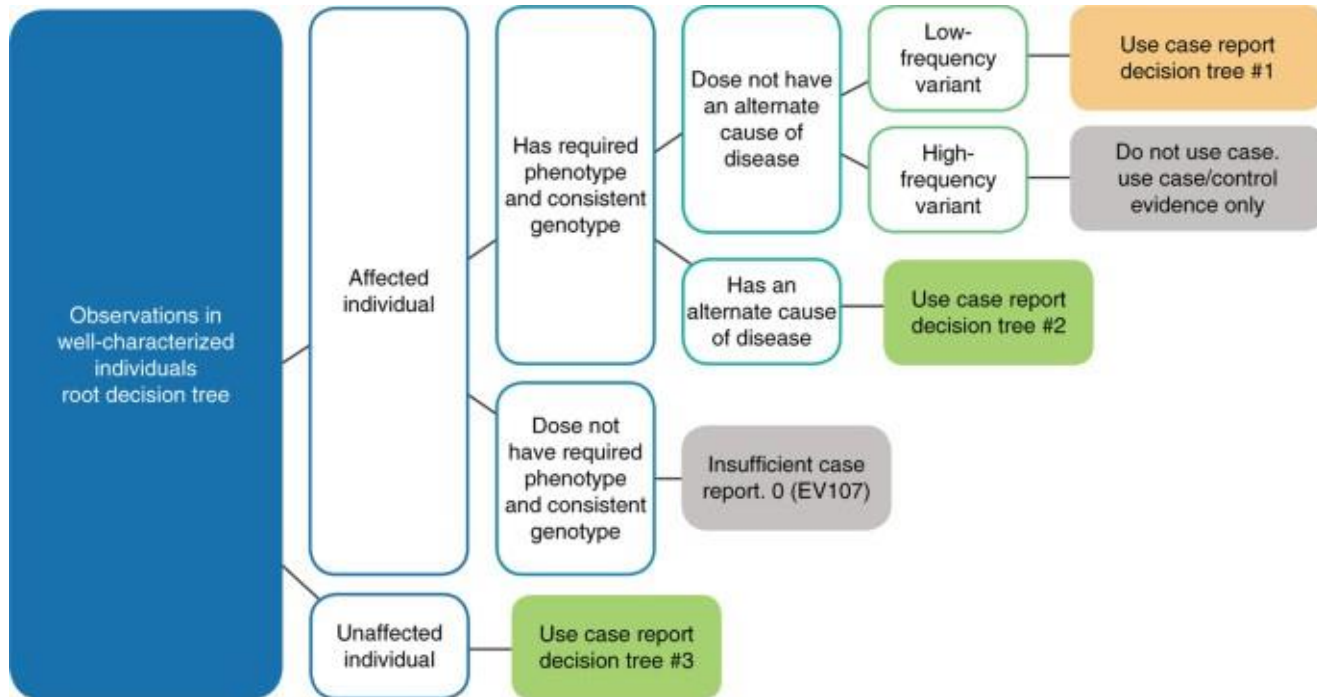 Observations in
well-characterized
individuals
root decision tree
Affected
individual
Has required
phenotype
and consistent
genotype
Dose not have
an alternate
cause of
disease
Low-
frequency
variant
Use case report
decision tree #1
High-
frequency
variant
Do not use case.
use case/control
evidence only
Has an
alternate cause
of disease
Use case report
decision tree #2
Dose not
have required
phenotype
and consistent
genotype
Insufficient case
report. 0 (EV107)
Unaffected
individual
Use case report
decision tree #3